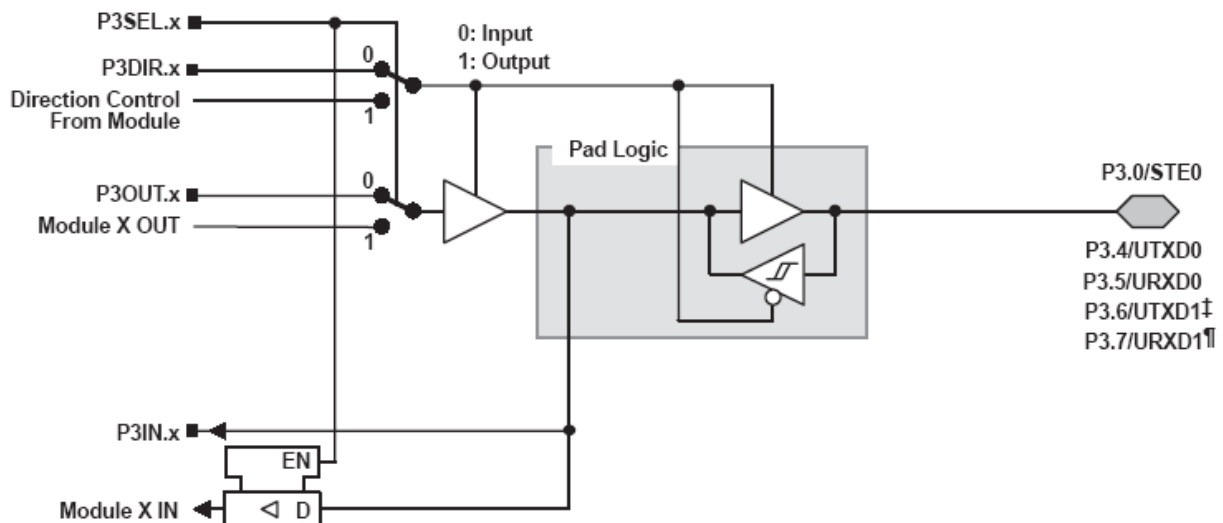 P3SEL.x
0: Input
1: Output
0
P3DIR.x
Direction Control
From Module
1
Pad Logic
P3.0/STE0
0
P3OUT.x
Module X OUT
1
P3.4/UTXD0
P3.5/URXD0
P3.6/UTXD1‡
P3.7/URXD1¶
P3IN.x
EN
Module X IN
D